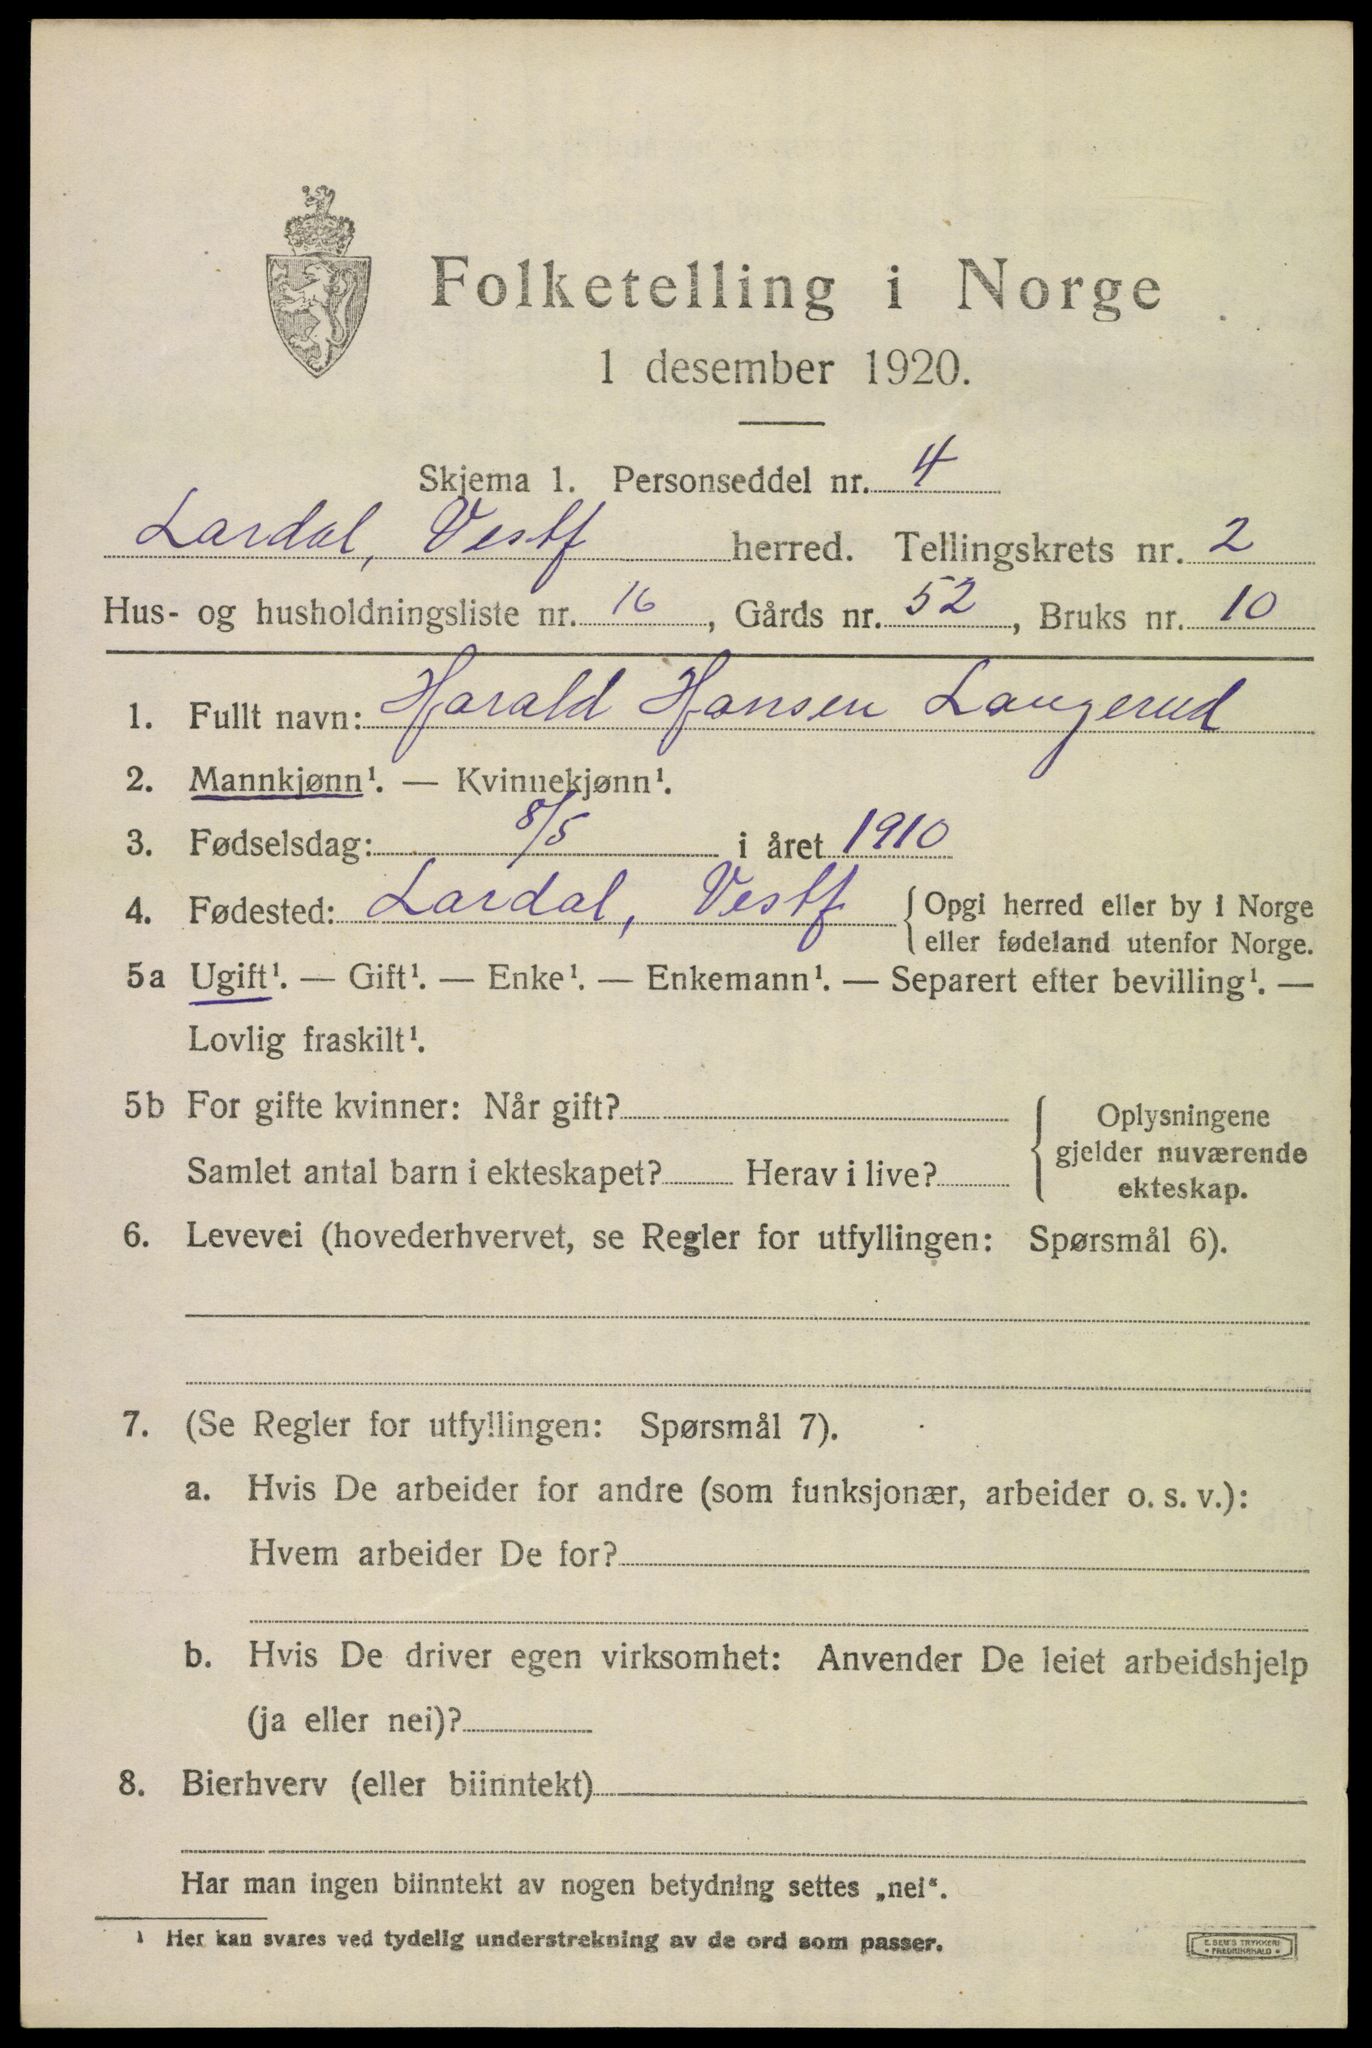 Folketelling i Norge
1 desember 1920.
Skjema 1. Personseddel nr. 4
Lardal, Vestf herred. Tellingskrets nr. 2
Hus- og husholdningsliste nr. 16, Gårds nr. 52, Bruks nr. 10
1. Fullt navn: Harald Hansen Langerud
2. Mannkjønn¹. — Kvinnekjønn¹.
3. Fødselsdag: 8/5 i året 1910
4. Fødested: Lardal, Vestf { Opgi herred eller by i Norge
eller fødeland utenfor Norge.
5a Ugift¹. — Gift¹. — Enke¹. — Enkemann¹. — Separert efter bevilling¹. —
Lovlig fraskilt¹.
5b For gifte kvinner: Når gift?
Samlet antal barn i ekteskapet? Herav i live?
{ Oplysningene
gjelder nuværende
ekteskap.
6. Levevei (hovederhvervet, se Regler for utfyllingen: Spørsmål 6).
7. (Se Regler for utfyllingen: Spørsmål 7).
a. Hvis De arbeider for andre (som funksjonær, arbeider o. s. v.):
Hvem arbeider De for?
b. Hvis De driver egen virksomhet: Anvender De leiet arbeidshjelp
(ja eller nei)?
8. Bierhverv (eller biinntekt)
Har man ingen biinntekt av nogen betydning settes „nei“.
¹ Her kan svares ved tydelig understrekning av de ord som passer.
E. SEM'S TRYKKERI
• FREDRIKSHALD •